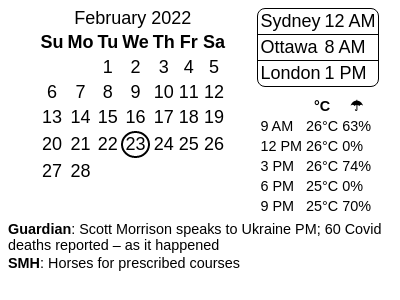 February 2022
Su Mo Tu We Th Fr Sa
1 2 3 4 5
6 7 8 9 10 11 12
13 14 15 16 17 18 19
20 21 22 23 24 25 26
27 28
Sydney 12 AM
Ottawa 8 AM
London 1 PM
°C ☂
9 AM 26°C 63%
12 PM 26°C 0%
3 PM 26°C 74%
6 PM 25°C 0%
9 PM 25°C 70%
Guardian: Scott Morrison speaks to Ukraine PM; 60 Covid
deaths reported – as it happened
SMH: Horses for prescribed courses